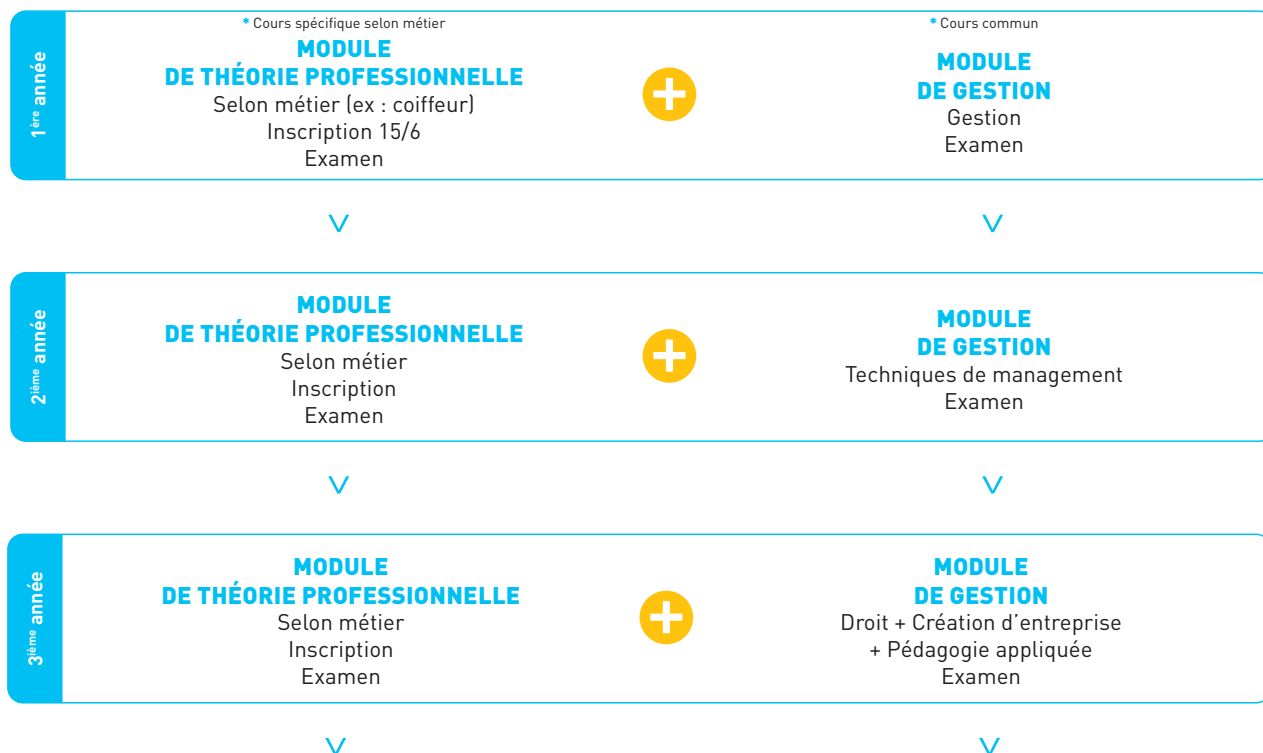 1ère année
* Cours spécifique selon métier
MODULE
DE THÉORIE PROFESSIONNELLE
Selon métier (ex : coiffeur)
Inscription 15/6
Examen
* Cours commun
MODULE
DE GESTION
Gestion
Examen
2ième année
MODULE
DE THÉORIE PROFESSIONNELLE
Selon métier
Inscription
Examen
MODULE
DE GESTION
Techniques de management
Examen
3ième année
MODULE
DE THÉORIE PROFESSIONNELLE
Selon métier
Inscription
Examen
MODULE
DE GESTION
Droit + Création d’entreprise
+ Pédagogie appliquée
Examen